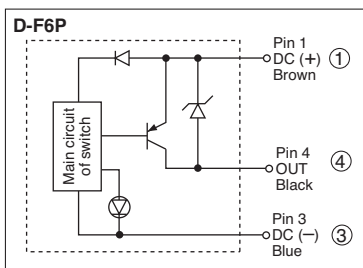 D-F6P
Pin 1
DC (+)
Brown
①
Main circuit
of switch
Pin 4
OUT
Black
④
Pin 3
DC (−)
Blue
③